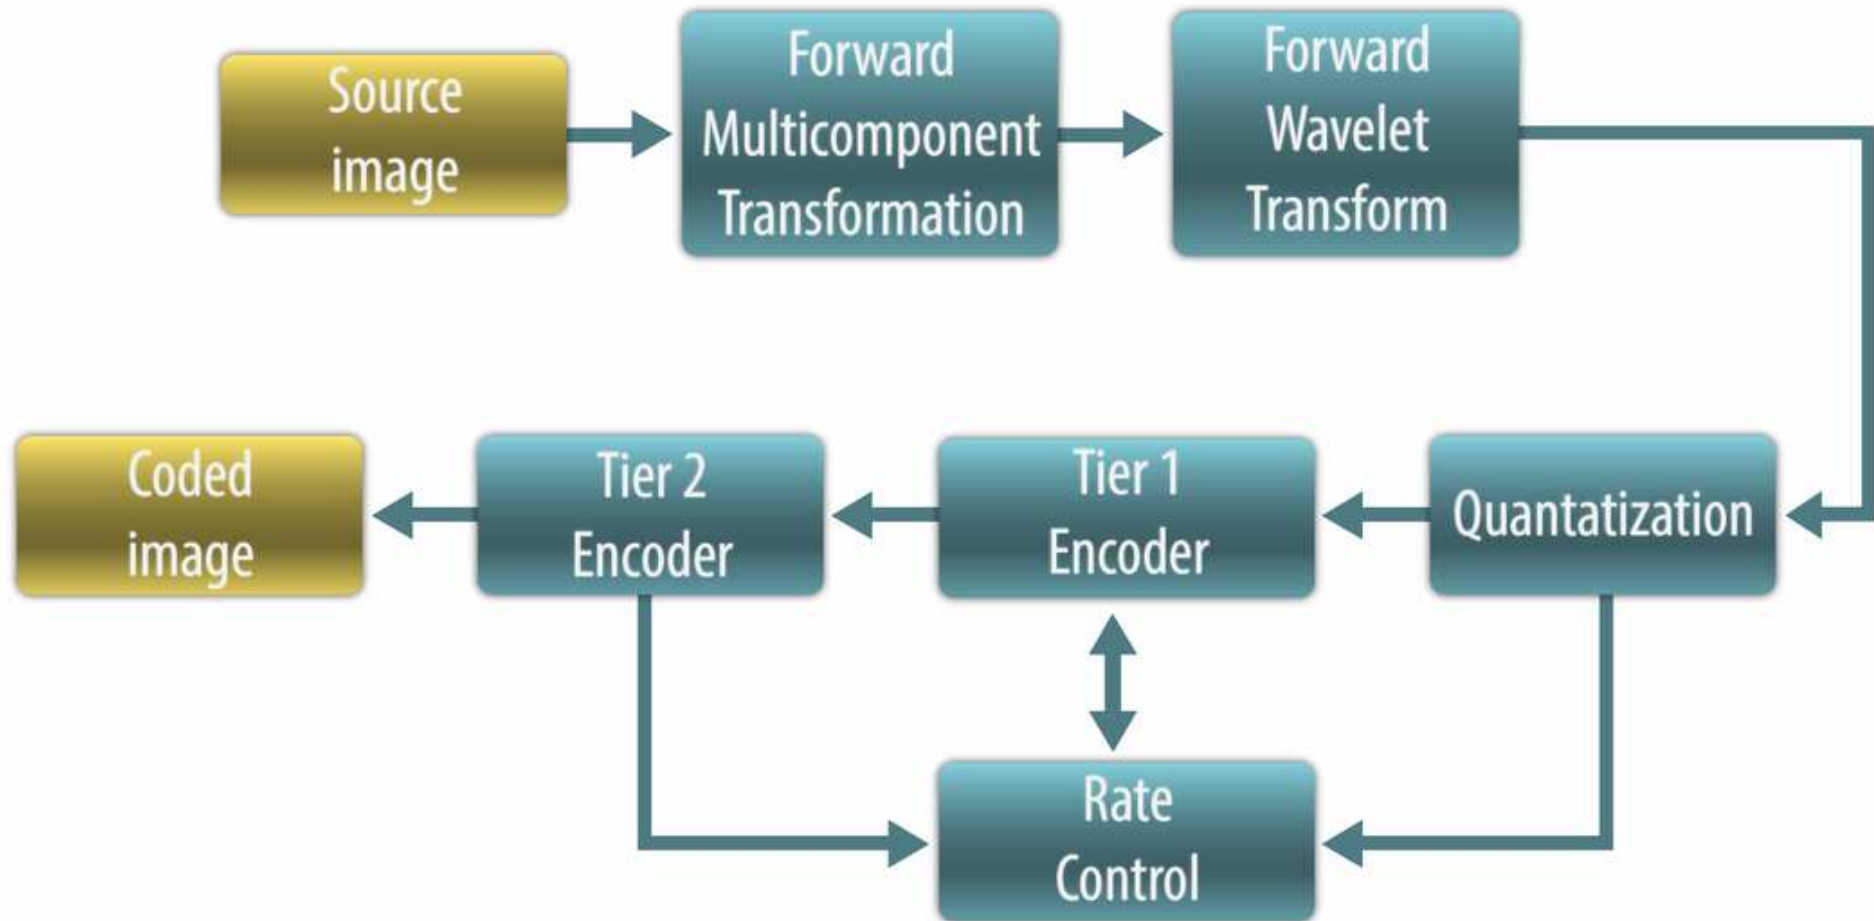 Source
image
Forward
Multicomponent
Transformation
Forward
Wavelet
Transform
Quantatization
Tier 1
Encoder
Tier 2
Encoder
Coded
image
Rate
Control